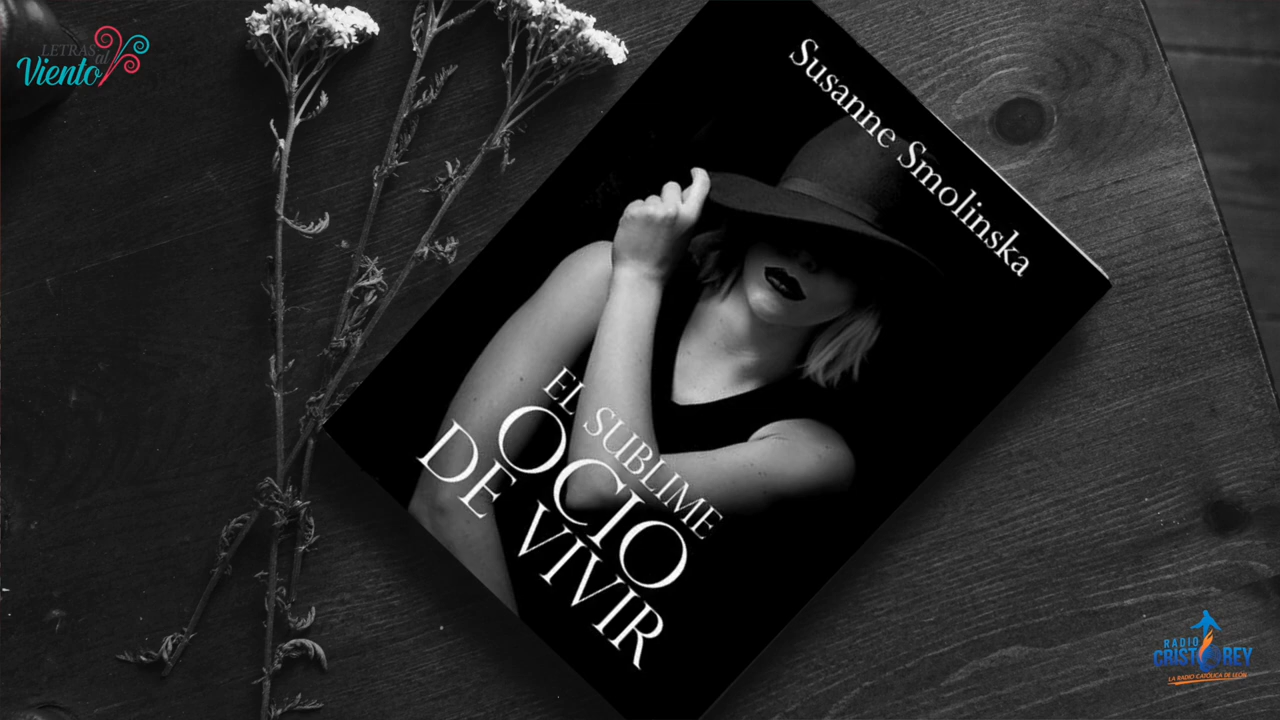 LETRAS
al
Viento
Susanne Smolinska
EL SUBLIME
OCIO
DE VIVIR
RADIO
CRISTO REY
LA RADIO CATÓLICA DE LEÓN